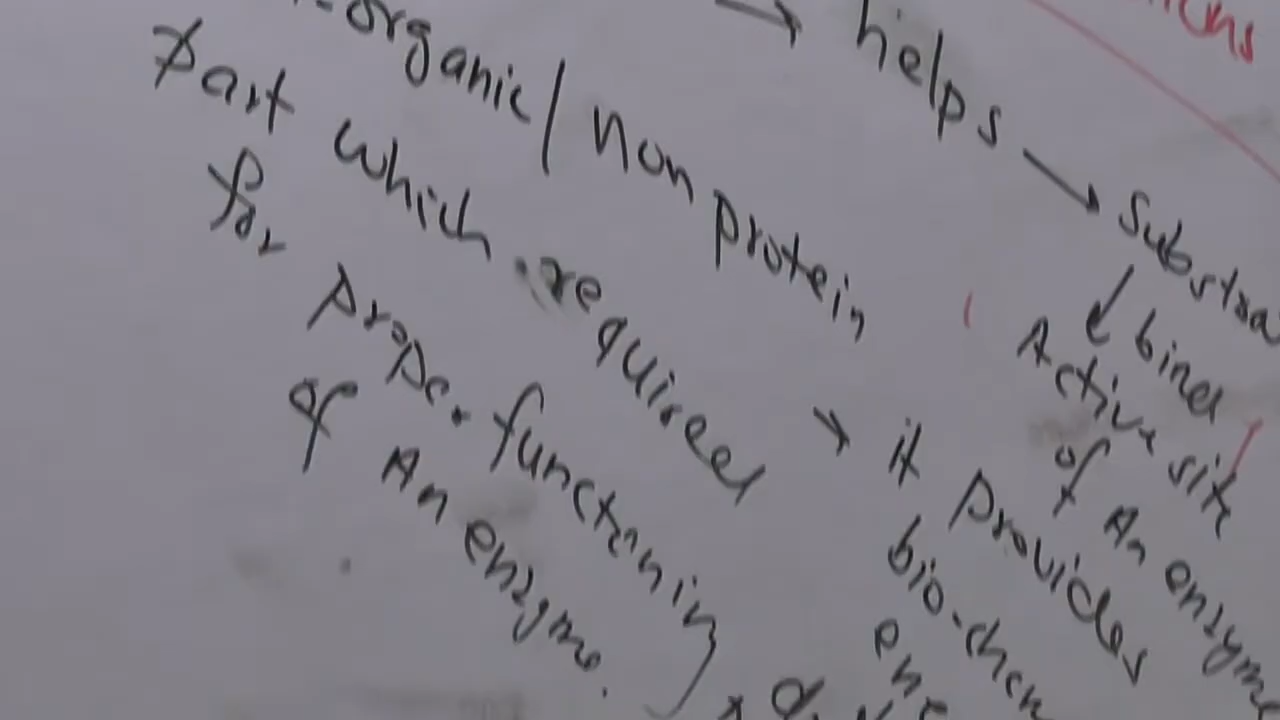 organic/non protein
part which required
for proper functioning
of An enzyme.
→ helps → Substra
↓ bind
Active site
of An enzyme
→ it provides
bio-chem